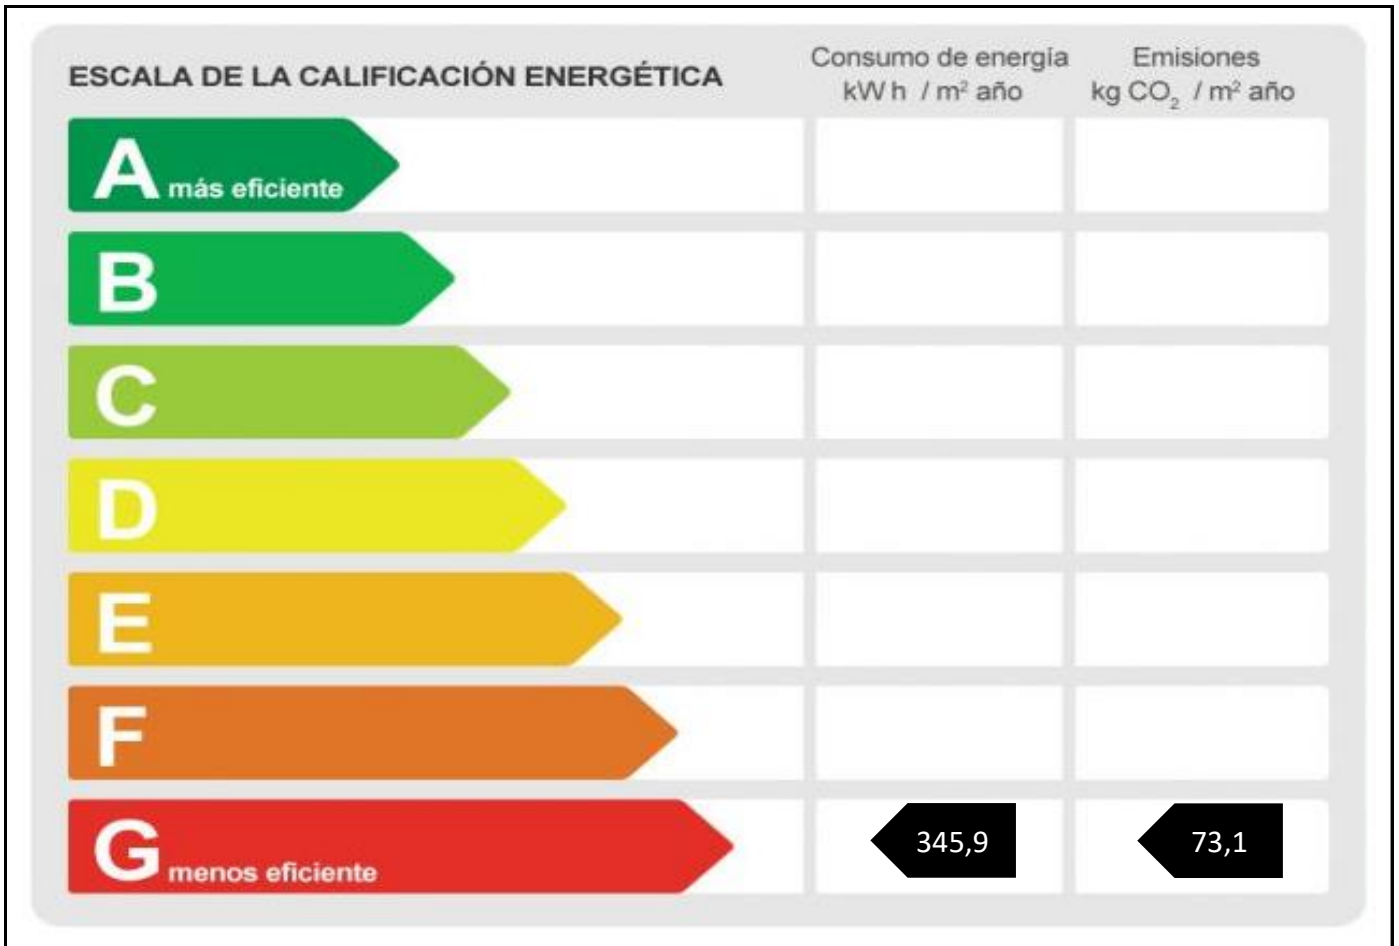 ESCALA DE LA CALIFICACIÓN ENERGÉTICA
Consumo de energía
kW h / m² año
Emisiones
kg CO₂ / m² año
A más eficiente
B
C
D
E
F
G menos eficiente
345,9
73,1